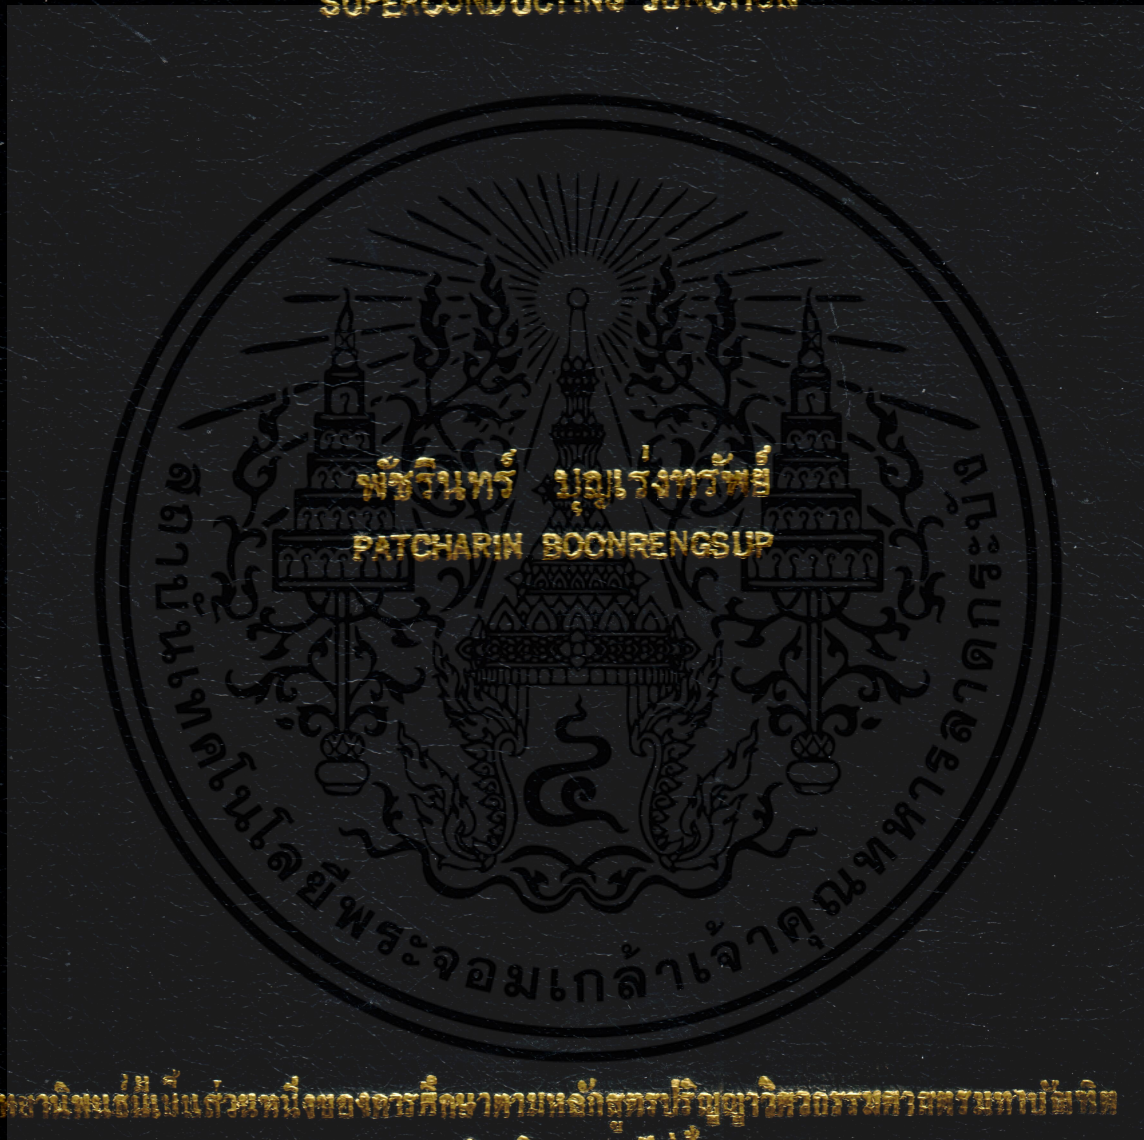 SUPERCONDUCTING JUNCTION
พัชรินทร์ บุญเร่งทรัพย์
PATCHARIN BOONRENGSUP
สถาบันเทคโนโลยีพระจอมเกล้าเจ้าคุณทหารลาดกระบัง
๔
วิทยานิพนธ์นี้เป็นส่วนหนึ่งของการศึกษาตามหลักสูตรปริญญาวิศวกรรมศาสตรมหาบัณฑิต